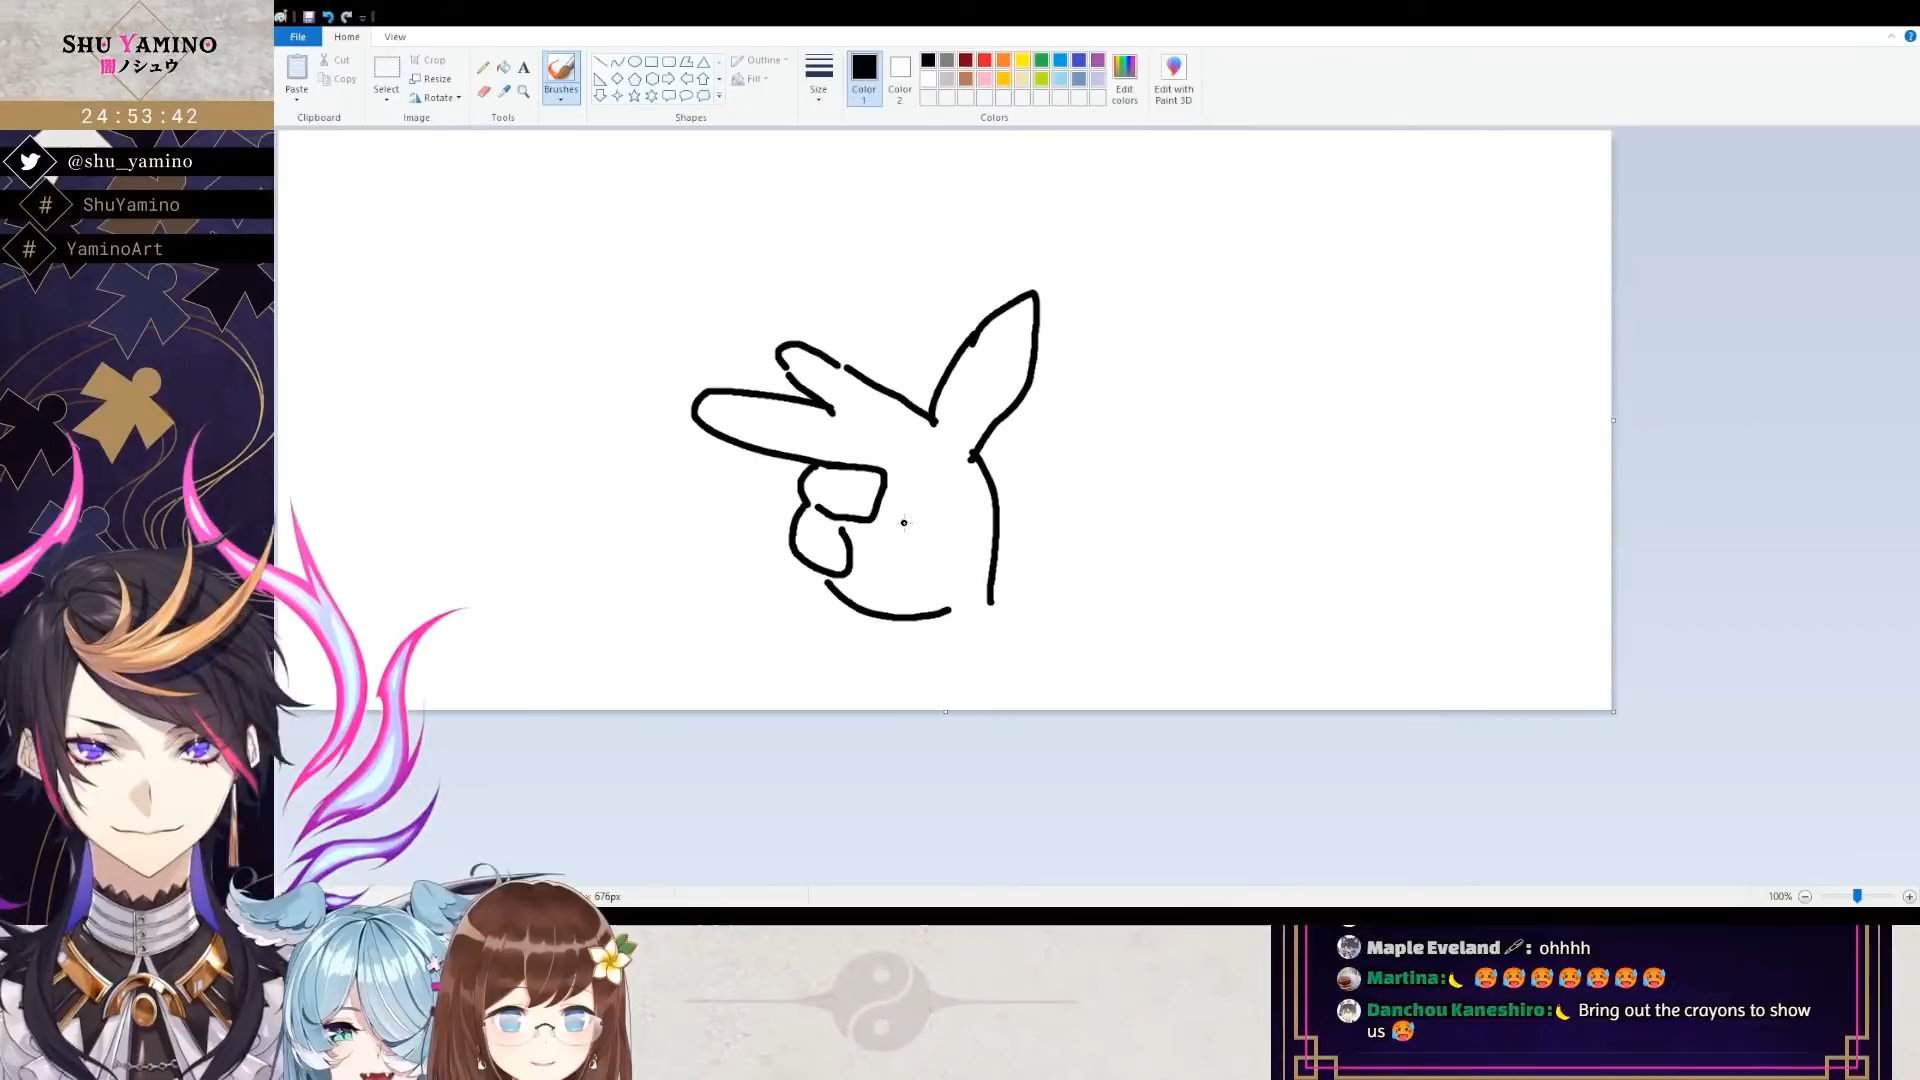 SHU YAMINO
闇ノシュウ
24:53:42
@shu_yamino
# ShuYamino
# YaminoArt
File
Home
View
Paste
Cut
Copy
Clipboard
Select
Crop
Resize
Rotate
Image
A
Tools
Brushes
Outline
Fill
Shapes
Size
Color
1
Color
2
Edit
colors
Colors
Edit with
Paint 3D
676px
100%
Maple Eveland: ohhhh
Martina:
Danchou Kaneshiro: Bring out the crayons to show
us